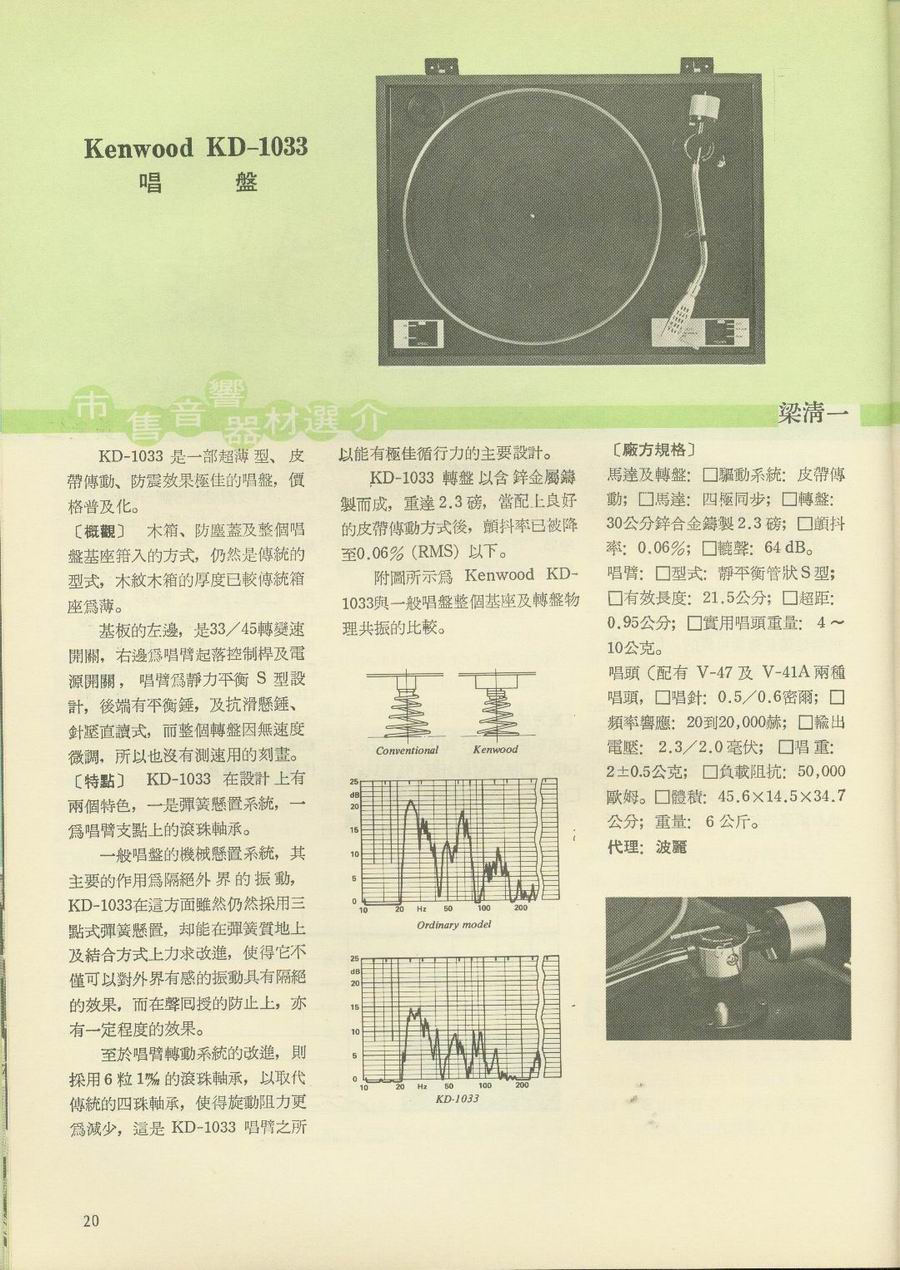 Kenwood KD-1033
唱盤
市售音響器材選介
梁清一
KD-1033 是一部超薄型、皮
帶傳動、防震效果極佳的唱盤，價
格普及化。
〔概觀〕 木箱、防塵蓋及整個唱
盤基座箝入的方式，仍然是傳統的
型式，木紋木箱的厚度已較傳統箱
座爲薄。
基板的左邊，是33／45轉變速
開關，右邊爲唱臂起落控制桿及電
源開關，唱臂爲靜力平衡 S 型設
計，後端有平衡錘，及抗滑懸錘、
針壓直讀式，而整個轉盤因無速度
微調，所以也沒有測速用的刻畫。
〔特點〕 KD-1033 在設計上有
兩個特色，一是彈簧懸置系統，一
爲唱臂支點上的滾珠軸承。
一般唱盤的機械懸置系統，其
主要的作用爲隔絕外界的振動，
KD-1033在這方面雖然仍然採用三
點式彈簧懸置，却能在彈簧質地上
及結合方式上力求改進，使得它不
僅可以對外界有感的振動具有隔絕
的效果，而在聲囘授的防止上，亦
有一定程度的效果。
至於唱臂轉動系統的改進，則
採用6粒1㎜的滾珠軸承，以取代
傳統的四珠軸承，使得旋動阻力更
爲減少，這是 KD-1033 唱臂之所
以能有極佳循行力的主要設計。
KD-1033 轉盤以含鋅金屬鑄
製而成，重達2.3磅，當配上良好
的皮帶傳動方式後，顫抖率已被降
至0.06%（RMS）以下。
附圖所示爲 Kenwood KD-
1033與一般唱盤整個基座及轉盤物
理共振的比較。
Conventional Kenwood
25
dB
20
15
10
5
0
10 20 Hz 50 100 200
Ordinary model
25
dB
20
15
10
5
0
10 20 Hz 50 100 200
KD-1033
〔廠方規格〕
馬達及轉盤：□驅動系統：皮帶傳
動；□馬達：四極同步；□轉盤：
30公分鋅合金鑄製2.3磅；□顫抖
率：0.06%；□轆聲：64 dB。
唱臂：□型式：靜平衡管狀S型；
□有效長度：21.5公分；□超距：
0.95公分；□實用唱頭重量：4～
10公克。
唱頭（配有 V-47 及 V-41A 兩種
唱頭，□唱針：0.5／0.6密爾；□
頻率響應：20到20,000赫；□輸出
電壓：2.3／2.0毫伏；□唱重：
2±0.5公克；□負載阻抗：50,000
歐姆。□體積：45.6×14.5×34.7
公分；重量：6公斤。
代理：波麗
20